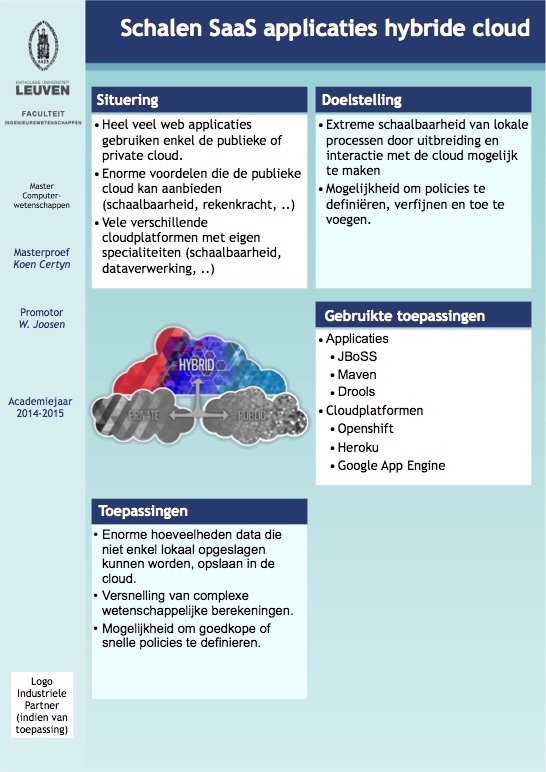 Schalen SaaS applicaties hybride cloud
KATHOLIEKE UNIVERSITEIT
LEUVEN
FACULTEIT
INGENIEURSWETENSCHAPPEN
Master
Computer-
wetenschappen
Masterproef
Koen Certyn
Promotor
W. Joosen
Academiejaar
2014-2015
Logo
Industriele
Partner
(indien van
toepassing)
Situering
• Heel veel web applicaties
gebruiken enkel de publieke of
private cloud.
• Enorme voordelen die de publieke
cloud kan aanbieden
(schaalbaarheid, rekenkracht, ..)
• Vele verschillende
cloudplatformen met eigen
specialiteiten (schaalbaarheid,
dataverwerking, ..)
Doelstelling
• Extreme schaalbaarheid van lokale
processen door uitbreiding en
interactie met de cloud mogelijk
te maken
• Mogelijkheid om policies te
definiëren, verfijnen en toe te
voegen.
HYBRID
PRIVATE
PUBLIC
Gebruikte toepassingen
• Applicaties
• JBoSS
• Maven
• Drools
• Cloudplatformen
• Openshift
• Heroku
• Google App Engine
Toepassingen
• Enorme hoeveelheden data die
niet enkel lokaal opgeslagen
kunnen worden, opslaan in de
cloud.
• Versnelling van complexe
wetenschappelijke berekeningen.
• Mogelijkheid om goedkope of
snelle policies te definieren.